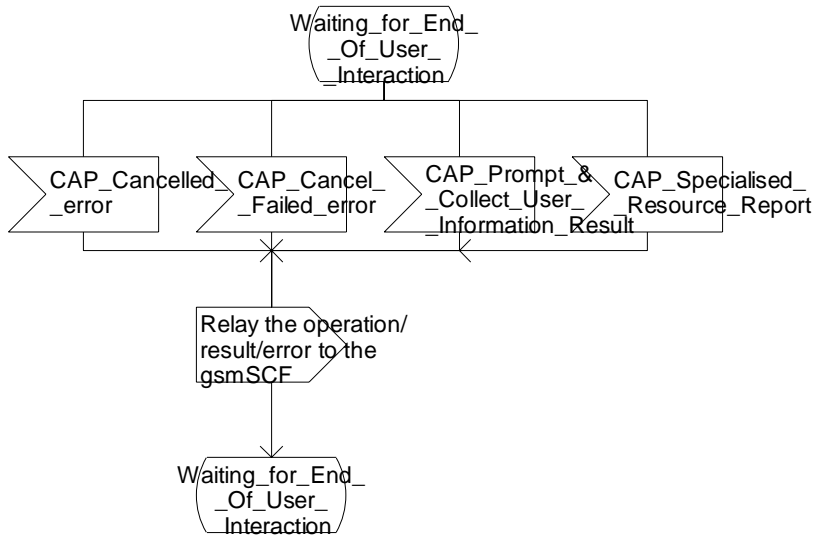 Waiting_for_End_
_Of_User_
_Interaction
CAP_Cancelled_
_error
CAP_Cancel_
_Failed_error
CAP_Prompt_&
_Collect_User_
_Information_Result
CAP_Specialised_
_Resource_Report
Relay the operation/
result/error to the
gsmSCF
Waiting_for_End_
_Of_User_
_Interaction